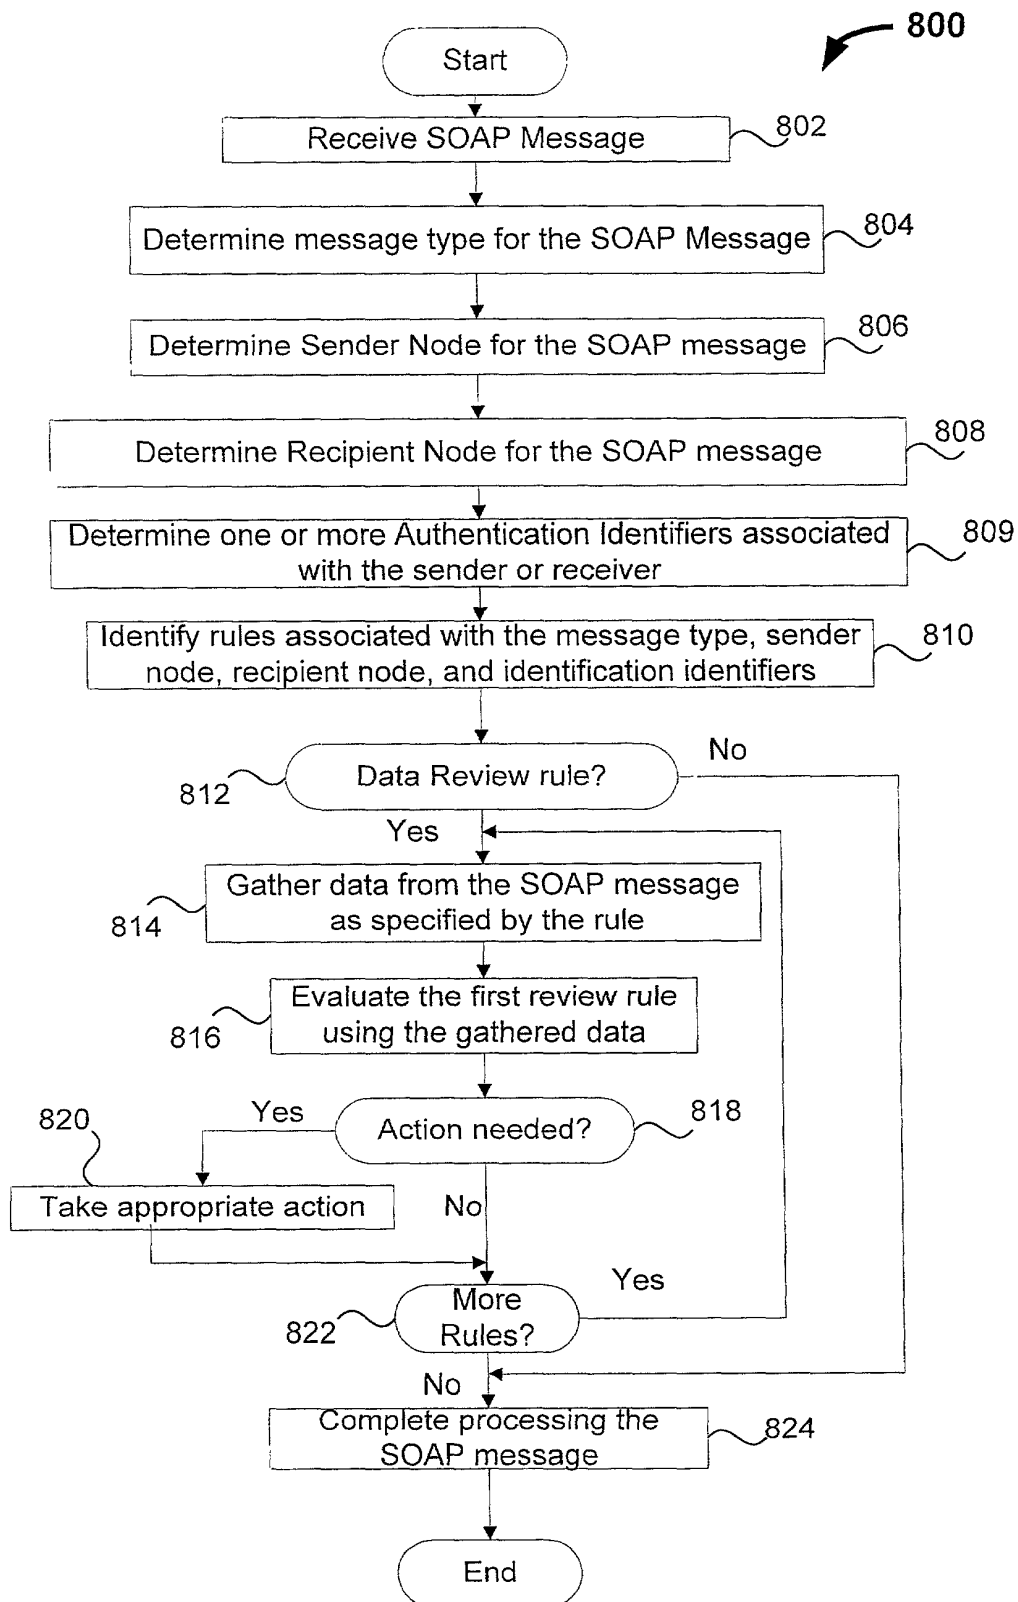 800
Start
Receive SOAP Message
802
Determine message type for the SOAP Message
804
Determine Sender Node for the SOAP message
806
Determine Recipient Node for the SOAP message
808
Determine one or more Authentication Identifiers associated
with the sender or receiver
809
Identify rules associated with the message type, sender
node, recipient node, and identification identifiers
810
Data Review rule?
812
No
Yes
Gather data from the SOAP message
as specified by the rule
814
Evaluate the first review rule
using the gathered data
816
Action needed?
818
Yes
820
Take appropriate action
No
More
Rules?
822
Yes
No
Complete processing the
SOAP message
824
End